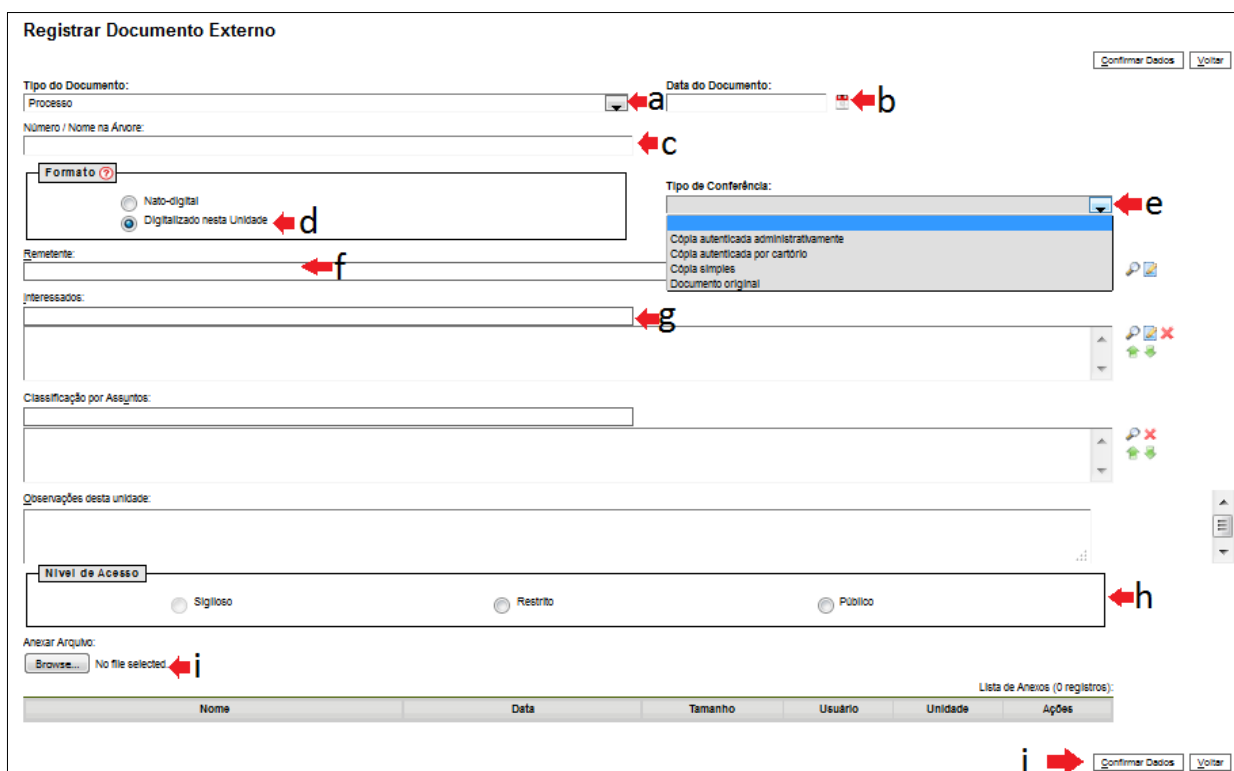 Registrar Documento Externo
Confirmar Dados Voltar
Tipo do Documento: Data do Documento:
Processo a b
Número / Nome na Árvore:
c
Formato ?
Tipo de Conferência:
Nato-digital
e
Digitalizado nesta Unidade d
Cópia autenticada administrativamente
Cópia autenticada por cartório
Remetente:
f Cópia simples
Documento original
Interessados:
g
Classificação por Assuntos:
Observações desta unidade:
Nível de Acesso
Sigiloso Restrito Público h
Anexar Arquivo:
Browse... No file selected. i
Lista de Anexos (0 registros):
Nome Data Tamanho Usuário Unidade Ações
j Confirmar Dados Voltar